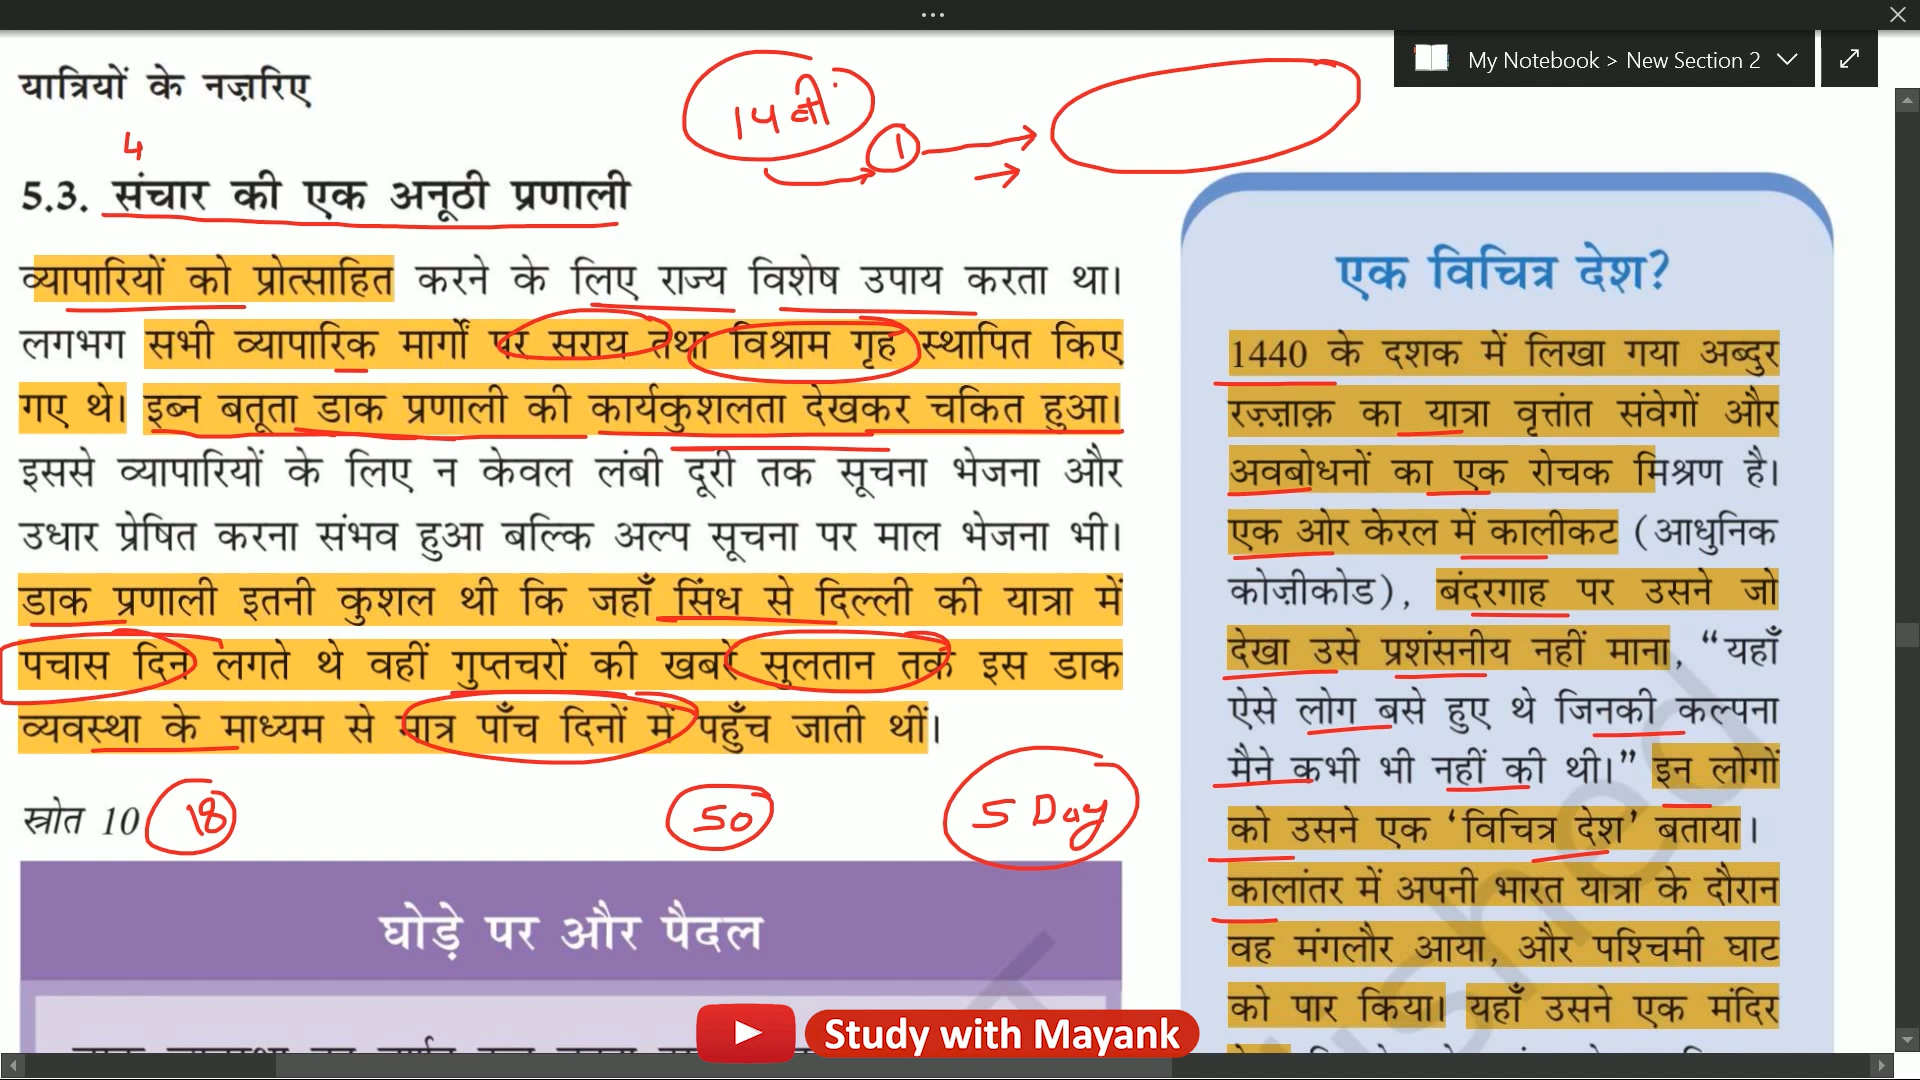 My Notebook > New Section 2
यात्रियों के नज़रिए
14वी
1
4
5.3. संचार की एक अनूठी प्रणाली
व्यापारियों को प्रोत्साहित करने के लिए राज्य विशेष उपाय करता था।
लगभग सभी व्यापारिक मार्गों पर सराय तथा विश्राम गृह स्थापित किए
गए थे। इब्न बतूता डाक प्रणाली की कार्यकुशलता देखकर चकित हुआ।
इससे व्यापारियों के लिए न केवल लंबी दूरी तक सूचना भेजना और
उधार प्रेषित करना संभव हुआ बल्कि अल्प सूचना पर माल भेजना भी।
डाक प्रणाली इतनी कुशल थी कि जहाँ सिंध से दिल्ली की यात्रा में
पचास दिन लगते थे वहीं गुप्तचरों की खबरें सुलतान तक इस डाक
व्यवस्था के माध्यम से मात्र पाँच दिनों में पहुँच जाती थीं।
स्रोत 10
18
50
5 Day
घोड़े पर और पैदल
एक विचित्र देश?
1440 के दशक में लिखा गया अब्दुर
रज़्ज़ाक़ का यात्रा वृत्तांत संवेगों और
अवबोधनों का एक रोचक मिश्रण है।
एक ओर केरल में कालीकट (आधुनिक
कोज़ीकोड), बंदरगाह पर उसने जो
देखा उसे प्रशंसनीय नहीं माना, “यहाँ
ऐसे लोग बसे हुए थे जिनकी कल्पना
मैने कभी भी नहीं की थी।” इन लोगों
को उसने एक ‘विचित्र देश’ बताया।
कालांतर में अपनी भारत यात्रा के दौरान
वह मंगलौर आया, और पश्चिमी घाट
को पार किया। यहाँ उसने एक मंदिर
Study with Mayank